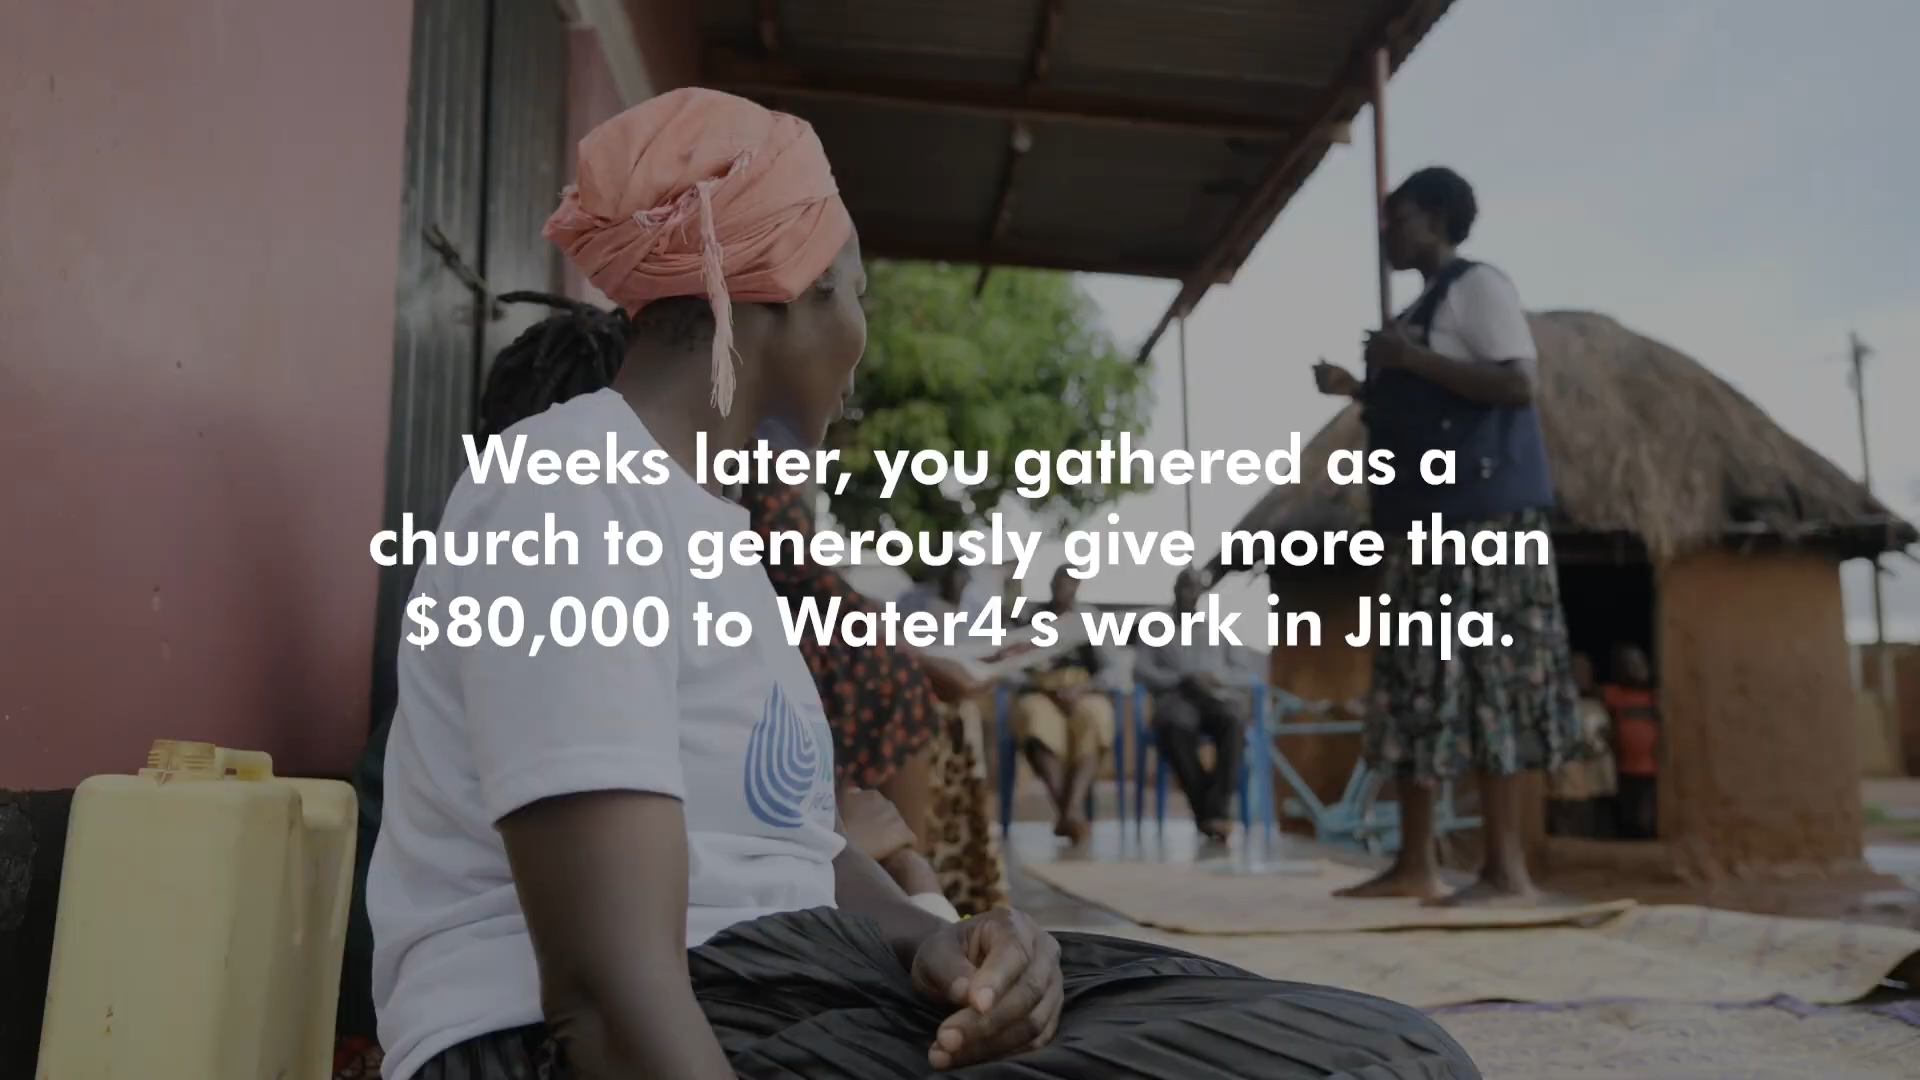 Weeks later, you gathered as a
church to generously give more than
$80,000 to Water4’s work in Jinja.